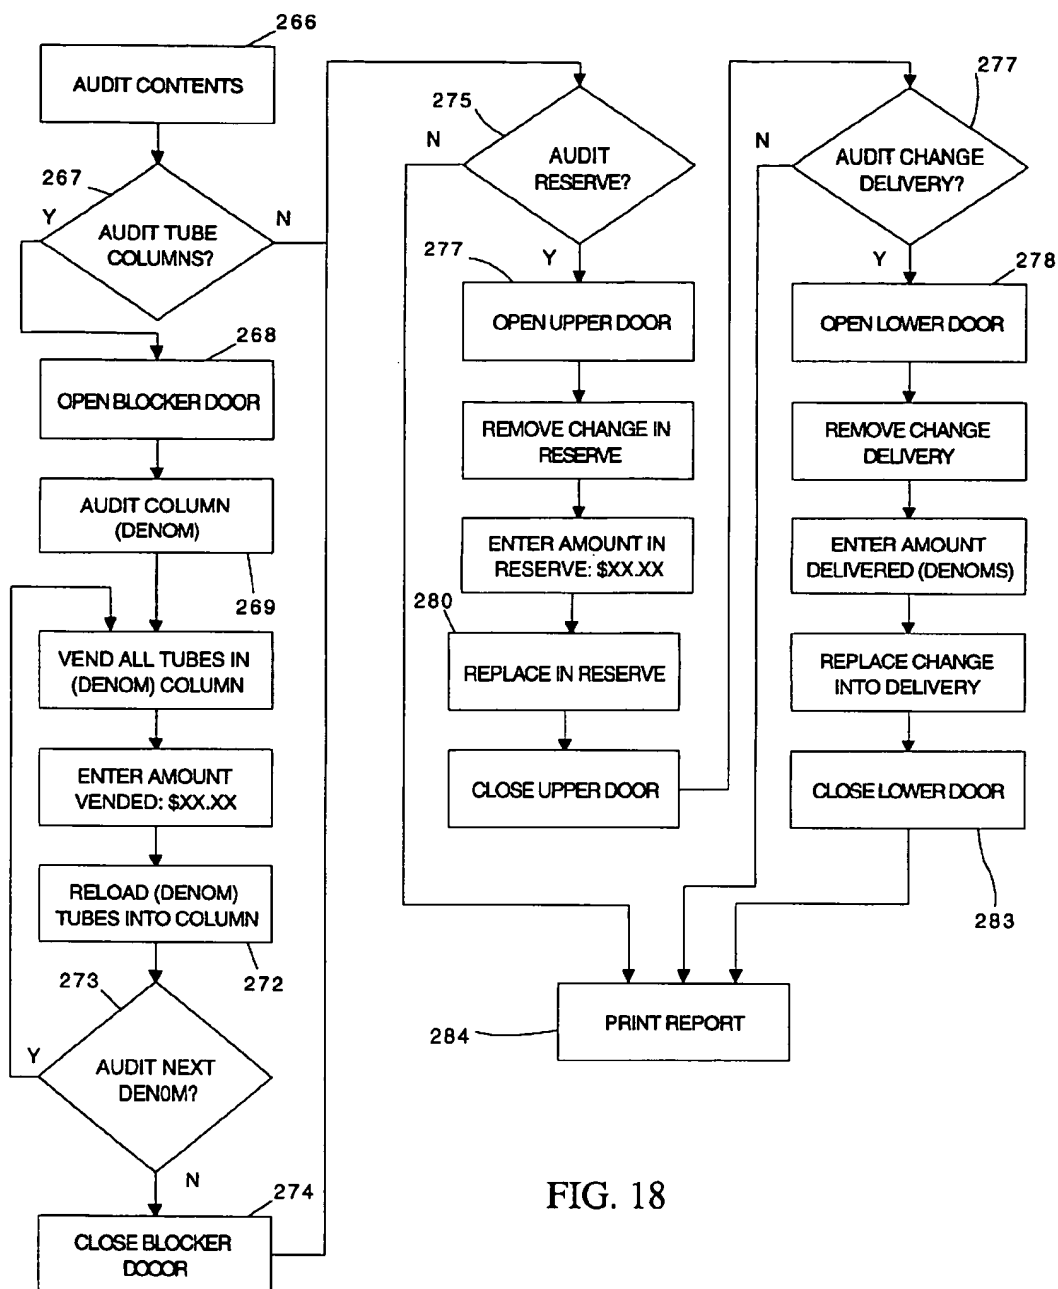 266
AUDIT CONTENTS
267
Y
N
AUDIT TUBE
COLUMNS?
268
OPEN BLOCKER DOOR
AUDIT COLUMN
(DENOM)
269
VEND ALL TUBES IN
(DENOM) COLUMN
ENTER AMOUNT
VENDED: $XX.XX
RELOAD (DENOM)
TUBES INTO COLUMN
272
273
Y
AUDIT NEXT
DEN0M?
N
274
CLOSE BLOCKER
DOOOR
275
N
AUDIT
RESERVE?
Y
277
OPEN UPPER DOOR
REMOVE CHANGE IN
RESERVE
ENTER AMOUNT IN
RESERVE: $XX.XX
280
REPLACE IN RESERVE
CLOSE UPPER DOOR
277
N
AUDIT CHANGE
DELIVERY?
Y
278
OPEN LOWER DOOR
REMOVE CHANGE
DELIVERY
ENTER AMOUNT
DELIVERED (DENOMS)
REPLACE CHANGE
INTO DELIVERY
CLOSE LOWER DOOR
283
284
PRINT REPORT
FIG. 18